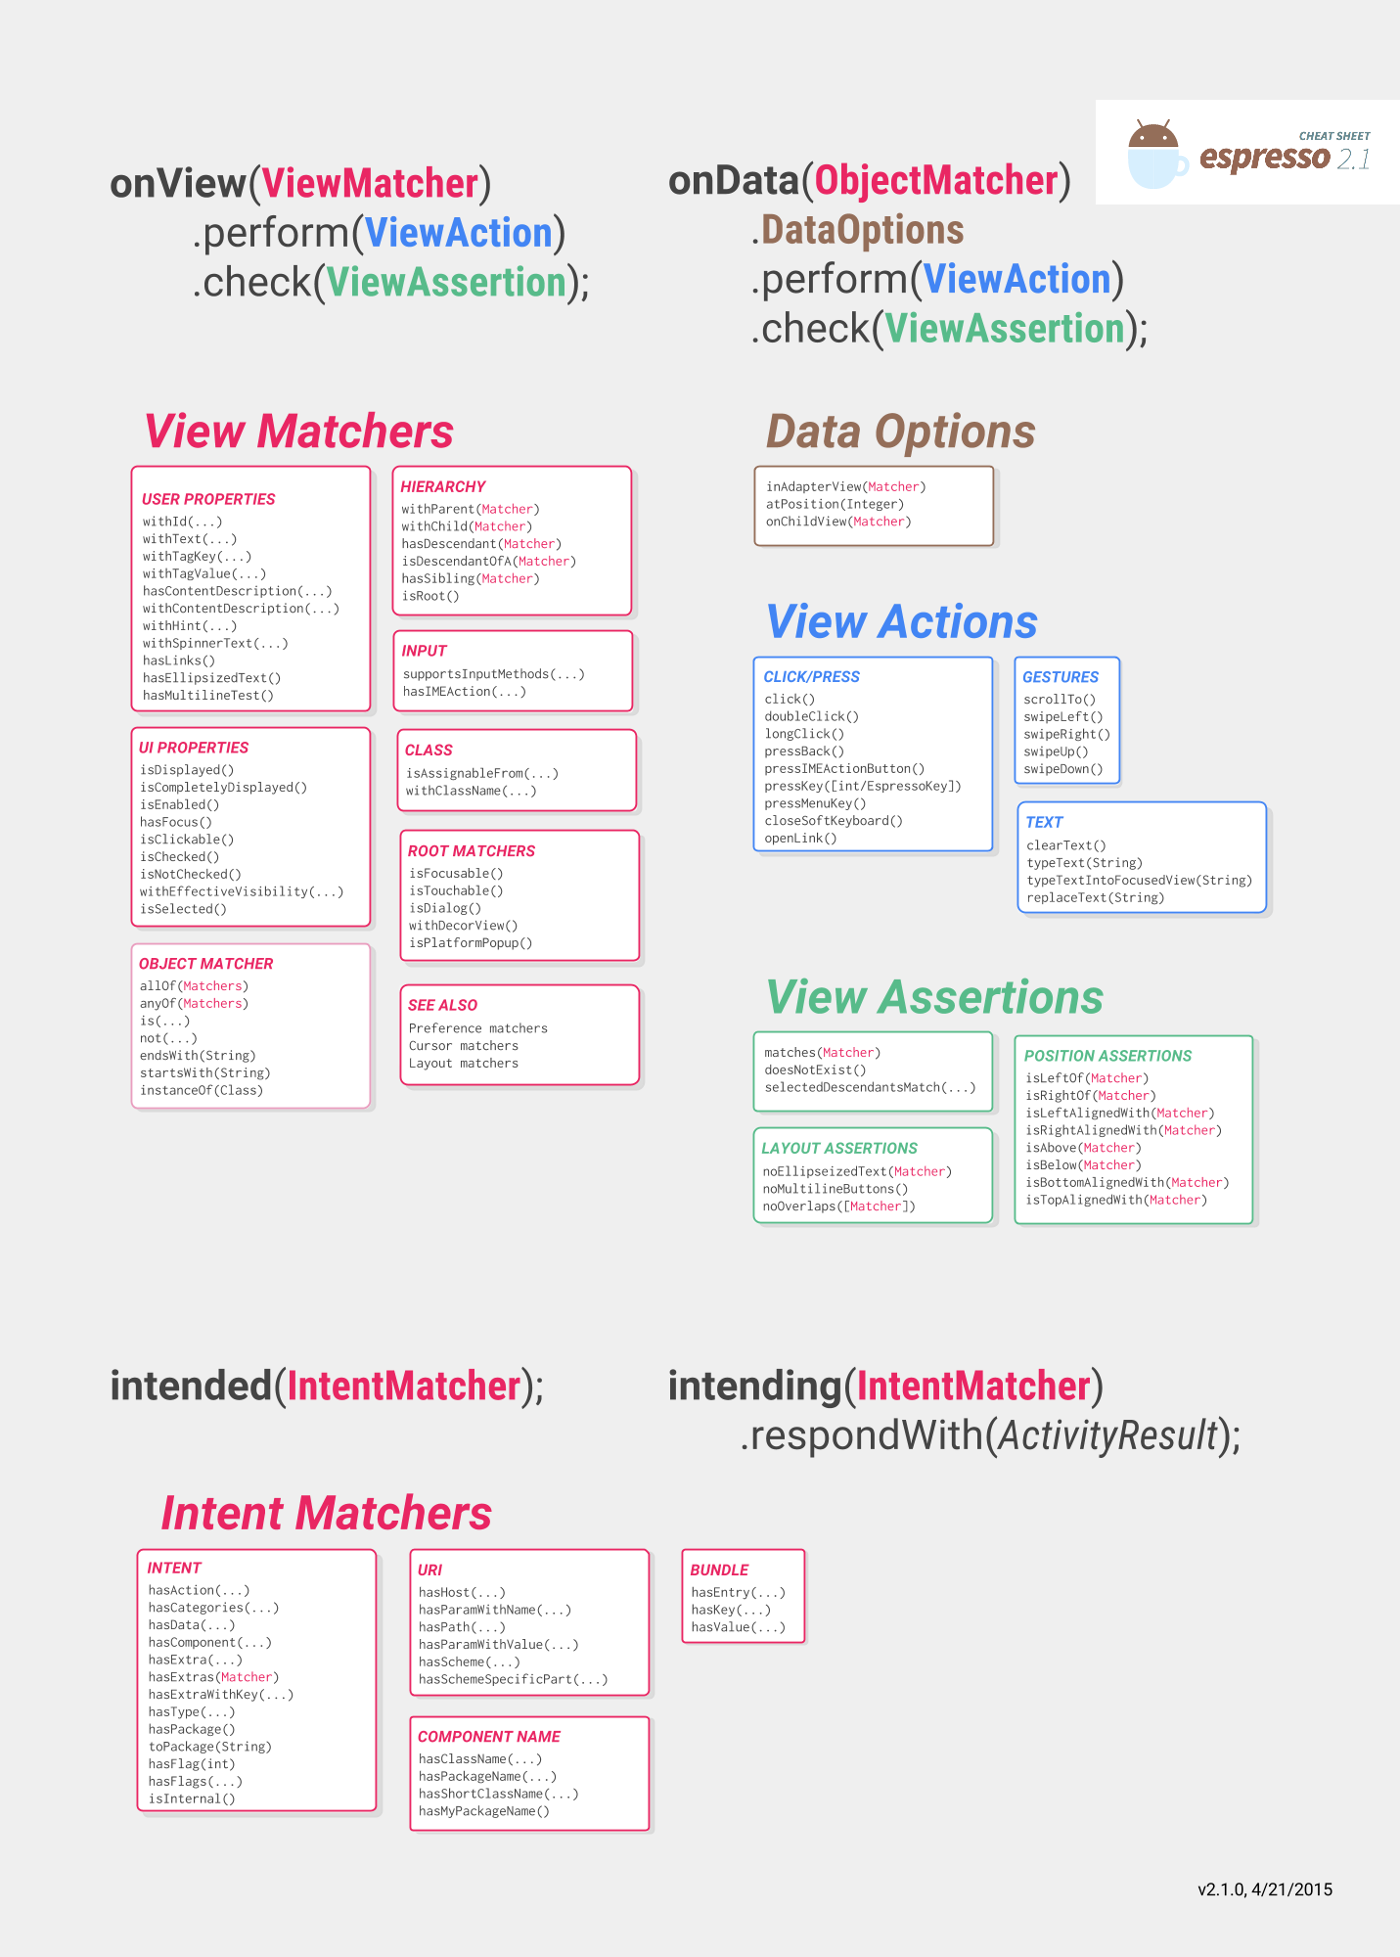 CHEAT SHEET
espresso 2.1
onView(ViewMatcher)
.perform(ViewAction)
.check(ViewAssertion);
onData(ObjectMatcher)
.DataOptions
.perform(ViewAction)
.check(ViewAssertion);
View Matchers
USER PROPERTIES
withId(...)
withText(...)
withTagKey(...)
withTagValue(...)
hasContentDescription(...)
withContentDescription(...)
withHint(...)
withSpinnerText(...)
hasLinks()
hasEllipsizedText()
hasMultilineTest()
UI PROPERTIES
isDisplayed()
isCompletelyDisplayed()
isEnabled()
hasFocus()
isClickable()
isChecked()
isNotChecked()
withEffectiveVisibility(...)
isSelected()
OBJECT MATCHER
allOf(Matchers)
anyOf(Matchers)
is(...)
not(...)
endsWith(String)
startsWith(String)
instanceOf(Class)
HIERARCHY
withParent(Matcher)
withChild(Matcher)
hasDescendant(Matcher)
isDescendantOfA(Matcher)
hasSibling(Matcher)
isRoot()
INPUT
supportsInputMethods(...)
hasIMEAction(...)
CLASS
isAssignableFrom(...)
withClassName(...)
ROOT MATCHERS
isFocusable()
isTouchable()
isDialog()
withDecorView()
isPlatformPopup()
SEE ALSO
Preference matchers
Cursor matchers
Layout matchers
Data Options
inAdapterView(Matcher)
atPosition(Integer)
onChildView(Matcher)
View Actions
CLICK/PRESS
click()
doubleClick()
longClick()
pressBack()
pressIMEActionButton()
pressKey([int/EspressoKey])
pressMenuKey()
closeSoftKeyboard()
openLink()
GESTURES
scrollTo()
swipeLeft()
swipeRight()
swipeUp()
swipeDown()
TEXT
clearText()
typeText(String)
typeTextIntoFocusedView(String)
replaceText(String)
View Assertions
matches(Matcher)
doesNotExist()
selectedDescendantsMatch(...)
LAYOUT ASSERTIONS
noEllipseizedText(Matcher)
noMultilineButtons()
noOverlaps([Matcher])
POSITION ASSERTIONS
isLeftOf(Matcher)
isRightOf(Matcher)
isLeftAlignedWith(Matcher)
isRightAlignedWith(Matcher)
isAbove(Matcher)
isBelow(Matcher)
isBottomAlignedWith(Matcher)
isTopAlignedWith(Matcher)
intended(IntentMatcher);
intending(IntentMatcher)
.respondWith(ActivityResult);
Intent Matchers
INTENT
hasAction(...)
hasCategories(...)
hasData(...)
hasComponent(...)
hasExtra(...)
hasExtras(Matcher)
hasExtraWithKey(...)
hasType(...)
hasPackage()
toPackage(String)
hasFlag(int)
hasFlags(...)
isInternal()
URI
hasHost(...)
hasParamWithName(...)
hasPath(...)
hasParamWithValue(...)
hasScheme(...)
hasSchemeSpecificPart(...)
COMPONENT NAME
hasClassName(...)
hasPackageName(...)
hasShortClassName(...)
hasMyPackageName()
BUNDLE
hasEntry(...)
hasKey(...)
hasValue(...)
v2.1.0, 4/21/2015